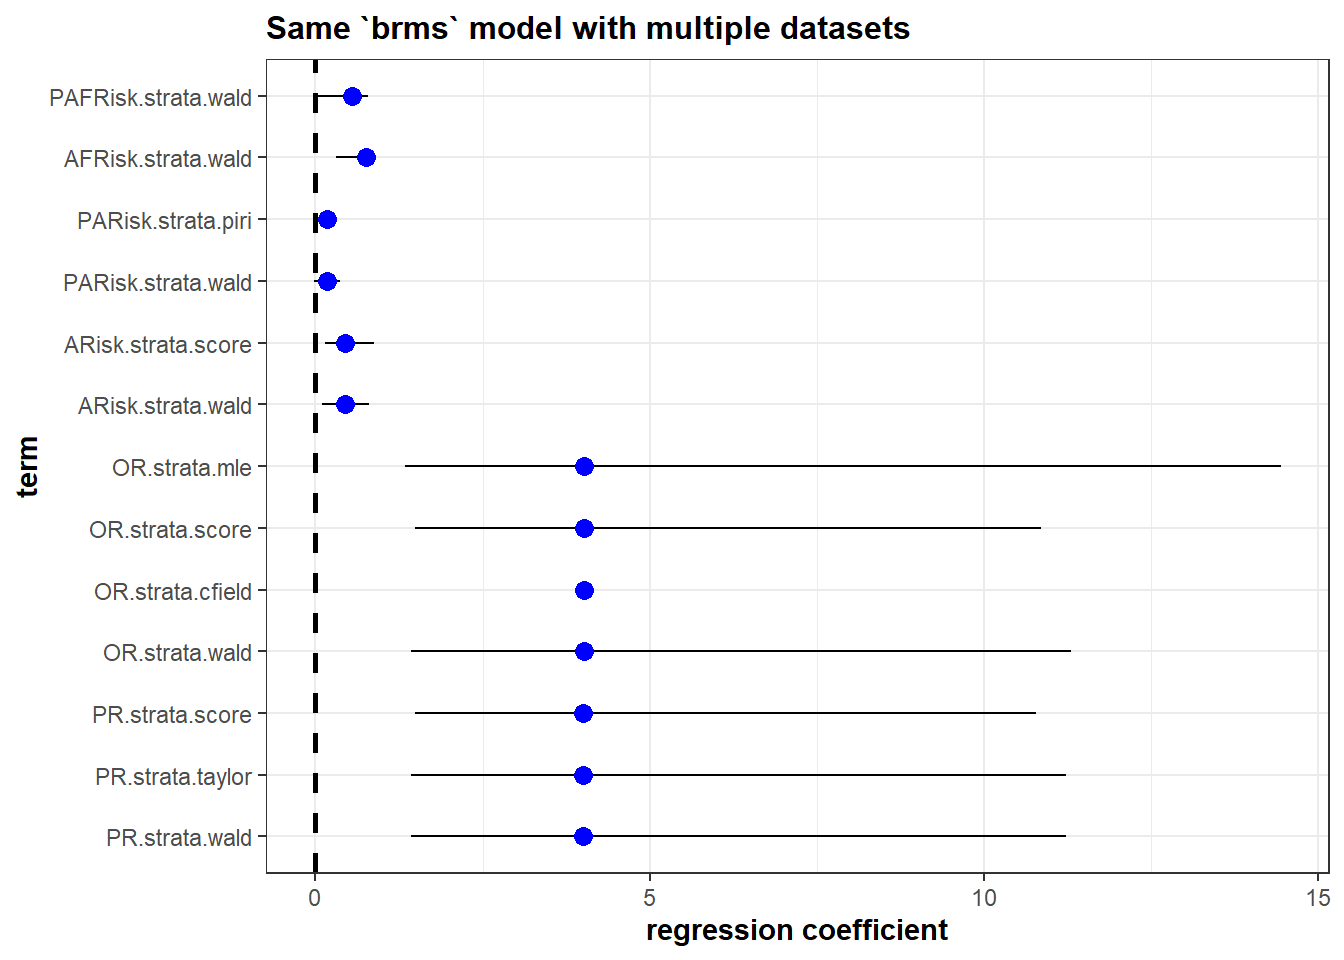 Same `brms` model with multiple datasets
PAFRisk.strata.wald
AFRisk.strata.wald
PARisk.strata.piri
PARisk.strata.wald
ARisk.strata.score
ARisk.strata.wald
OR.strata.mle
OR.strata.score
OR.strata.cfield
OR.strata.wald
PR.strata.score
PR.strata.taylor
PR.strata.wald
term
0 5 10 15
regression coefficient